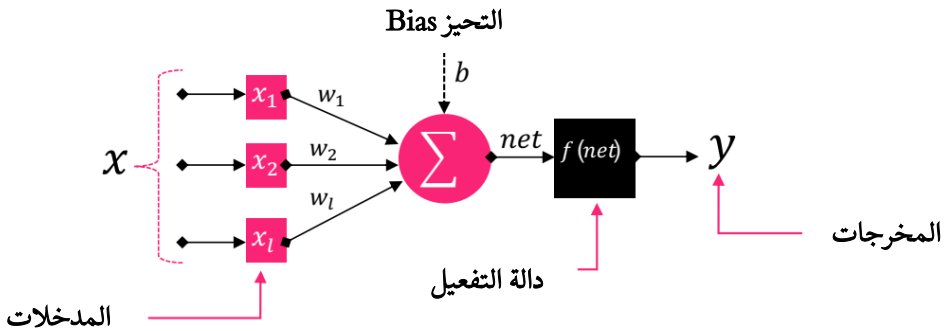 التحيز Bias
b
x
x₁
x₂
xₗ
w₁
w₂
wₗ
∑
net
f (net)
y
المخرجات
دالة التفعيل
المدخلات